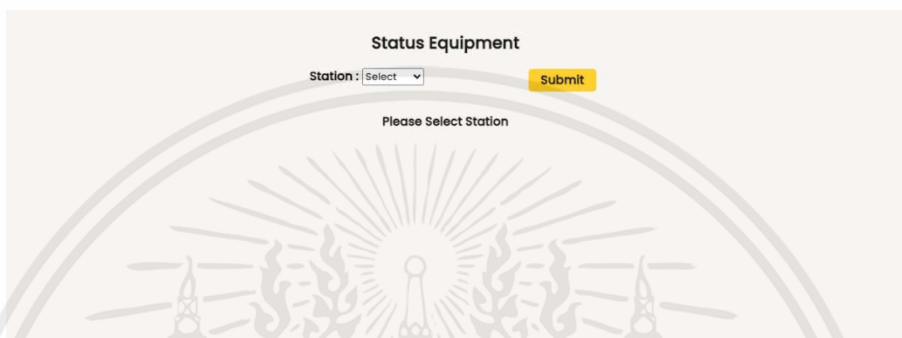 Status Equipment
Station : Select Submit
Please Select Station